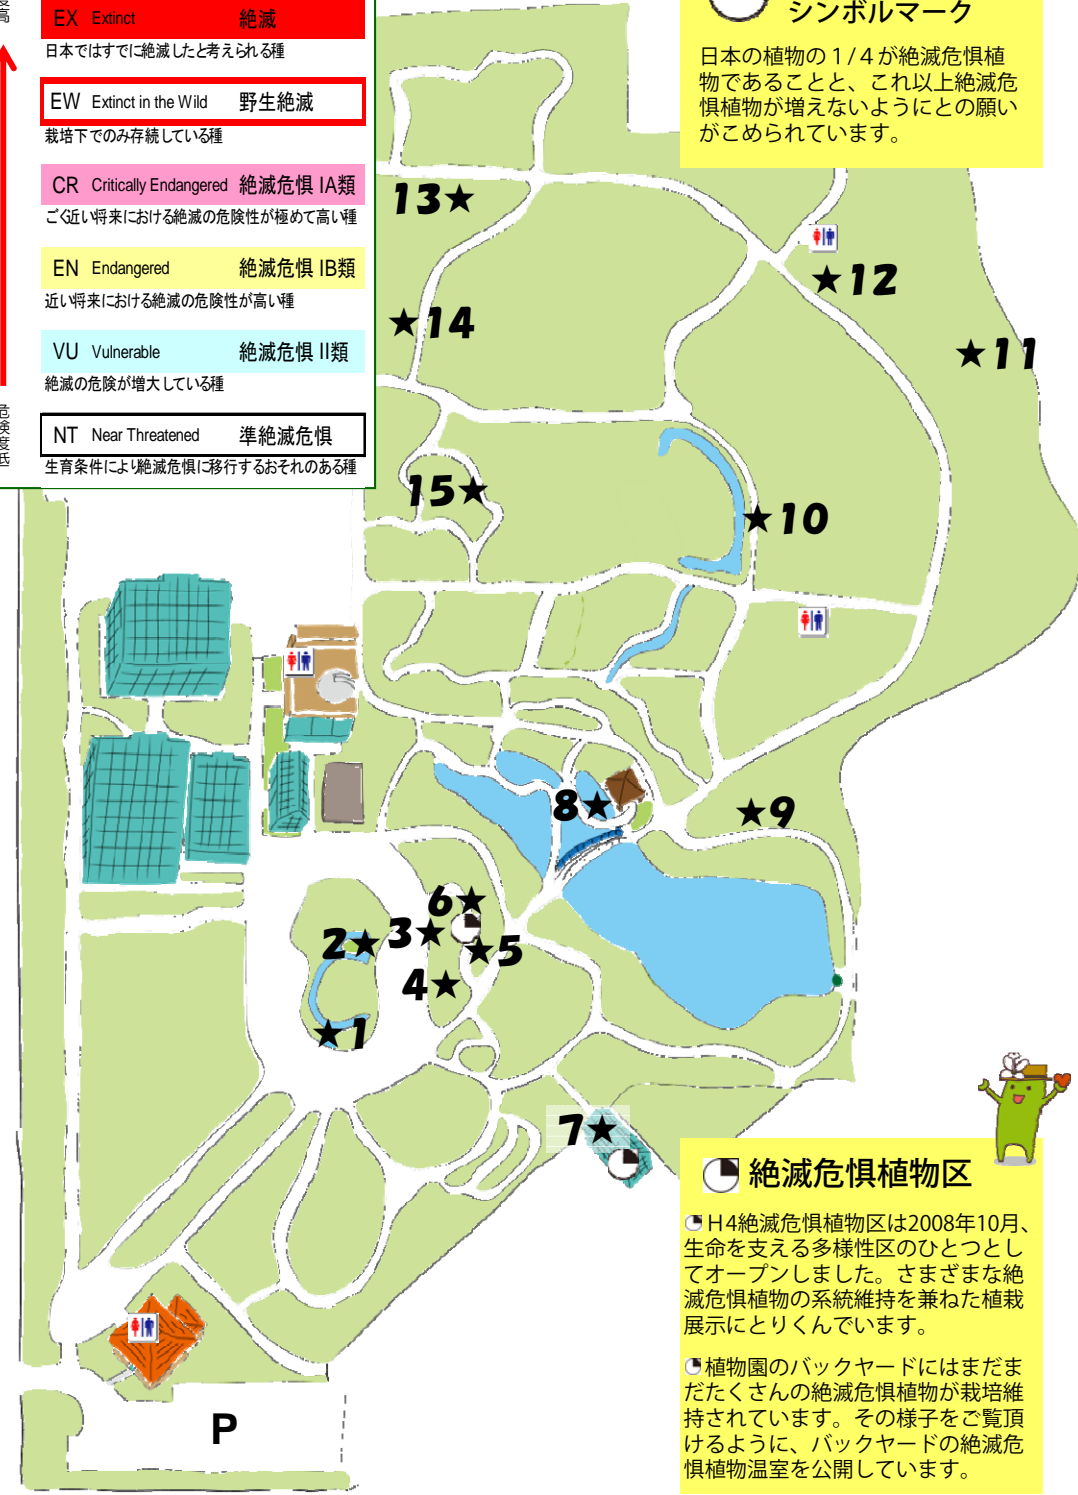 度高
EX Extinct 絶滅
日本ではすでに絶滅したと考えられる種
EW Extinct in the Wild 野生絶滅
栽培下でのみ存続している種
CR Critically Endangered 絶滅危惧 IA類
ごく近い将来における絶滅の危険性が極めて高い種
EN Endangered 絶滅危惧 IB類
近い将来における絶滅の危険性が高い種
VU Vulnerable 絶滅危惧 II類
絶滅の危険が増大している種
危険度低
NT Near Threatened 準絶滅危惧
生育条件により絶滅危惧に移行するおそれのある種
シンボルマーク
日本の植物の1/4が絶滅危惧植
物であることと、これ以上絶滅危
惧植物が増えないようにとの願い
がこめられています。
13★
★12
★14
★11
15★
★10
8★
★9
6★
2★
3★
★5
4★
★1
7★
P
絶滅危惧植物区
H4絶滅危惧植物区は2008年10月、
生命を支える多様性区のひとつとし
てオープンしました。さまざまな絶
滅危惧植物の系統維持を兼ねた植栽
展示にとりくんでいます。
植物園のバックヤードにはまだま
だたくさんの絶滅危惧植物が栽培維
持されています。その様子をご覧頂
けるように、バックヤードの絶滅危
惧植物温室を公開しています。